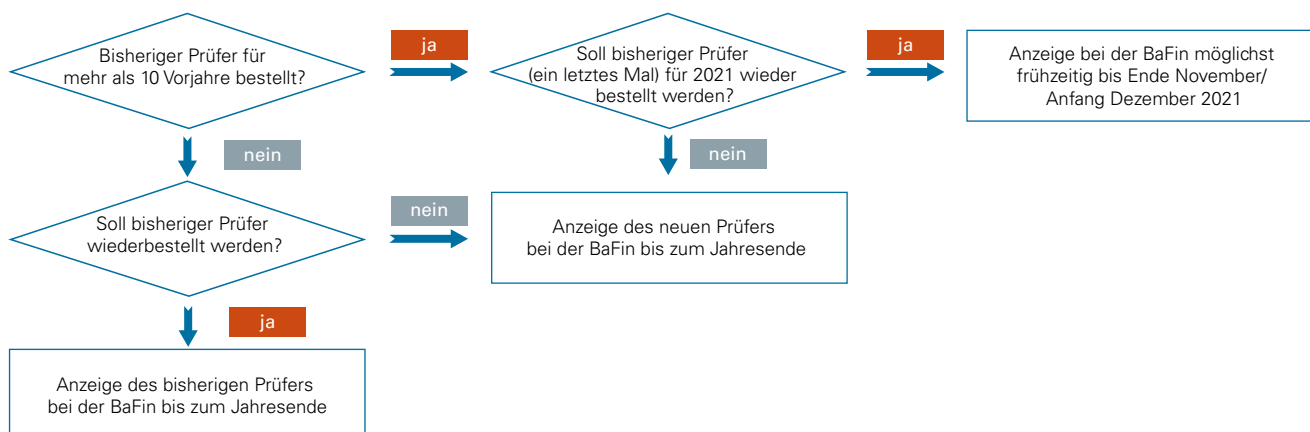 Bisheriger Prüfer für
mehr als 10 Vorjahre bestellt?
ja
Soll bisheriger Prüfer
(ein letztes Mal) für 2021 wieder
bestellt werden?
ja
Anzeige bei der BaFin möglichst
frühzeitig bis Ende November/
Anfang Dezember 2021
nein
nein
Soll bisheriger Prüfer
wiederbestellt werden?
nein
Anzeige des neuen Prüfers
bei der BaFin bis zum Jahresende
ja
Anzeige des bisherigen Prüfers
bei der BaFin bis zum Jahresende